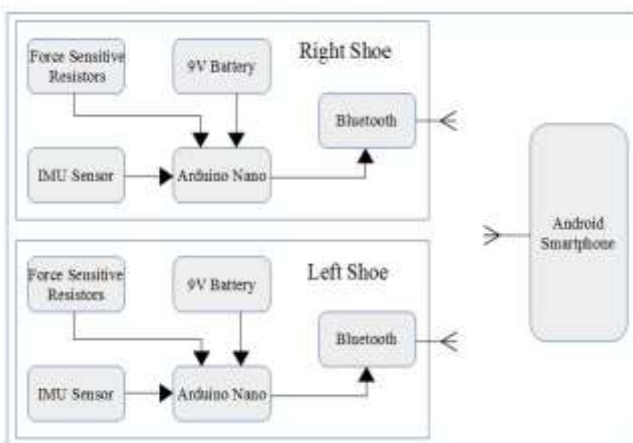 Right Shoe
Force Sensitive
Resistors
9V Battery
Bluetooth
IMU Sensor
Arduino Nano
Android
Smartphone
Left Shoe
Force Sensitive
Resistors
9V Battery
Bluetooth
IMU Sensor
Arduino Nano